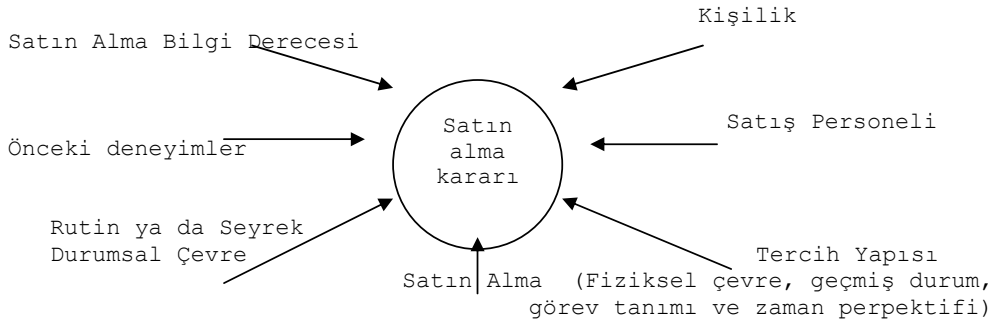 Kişilik
Satın Alma Bilgi Derecesi
Satış Personeli
Satın
alma
kararı
Önceki deneyimler
Rutin ya da Seyrek
Durumsal Çevre
Tercih Yapısı
Satın Alma (Fiziksel çevre, geçmiş durum,
görev tanımı ve zaman perpektifi)